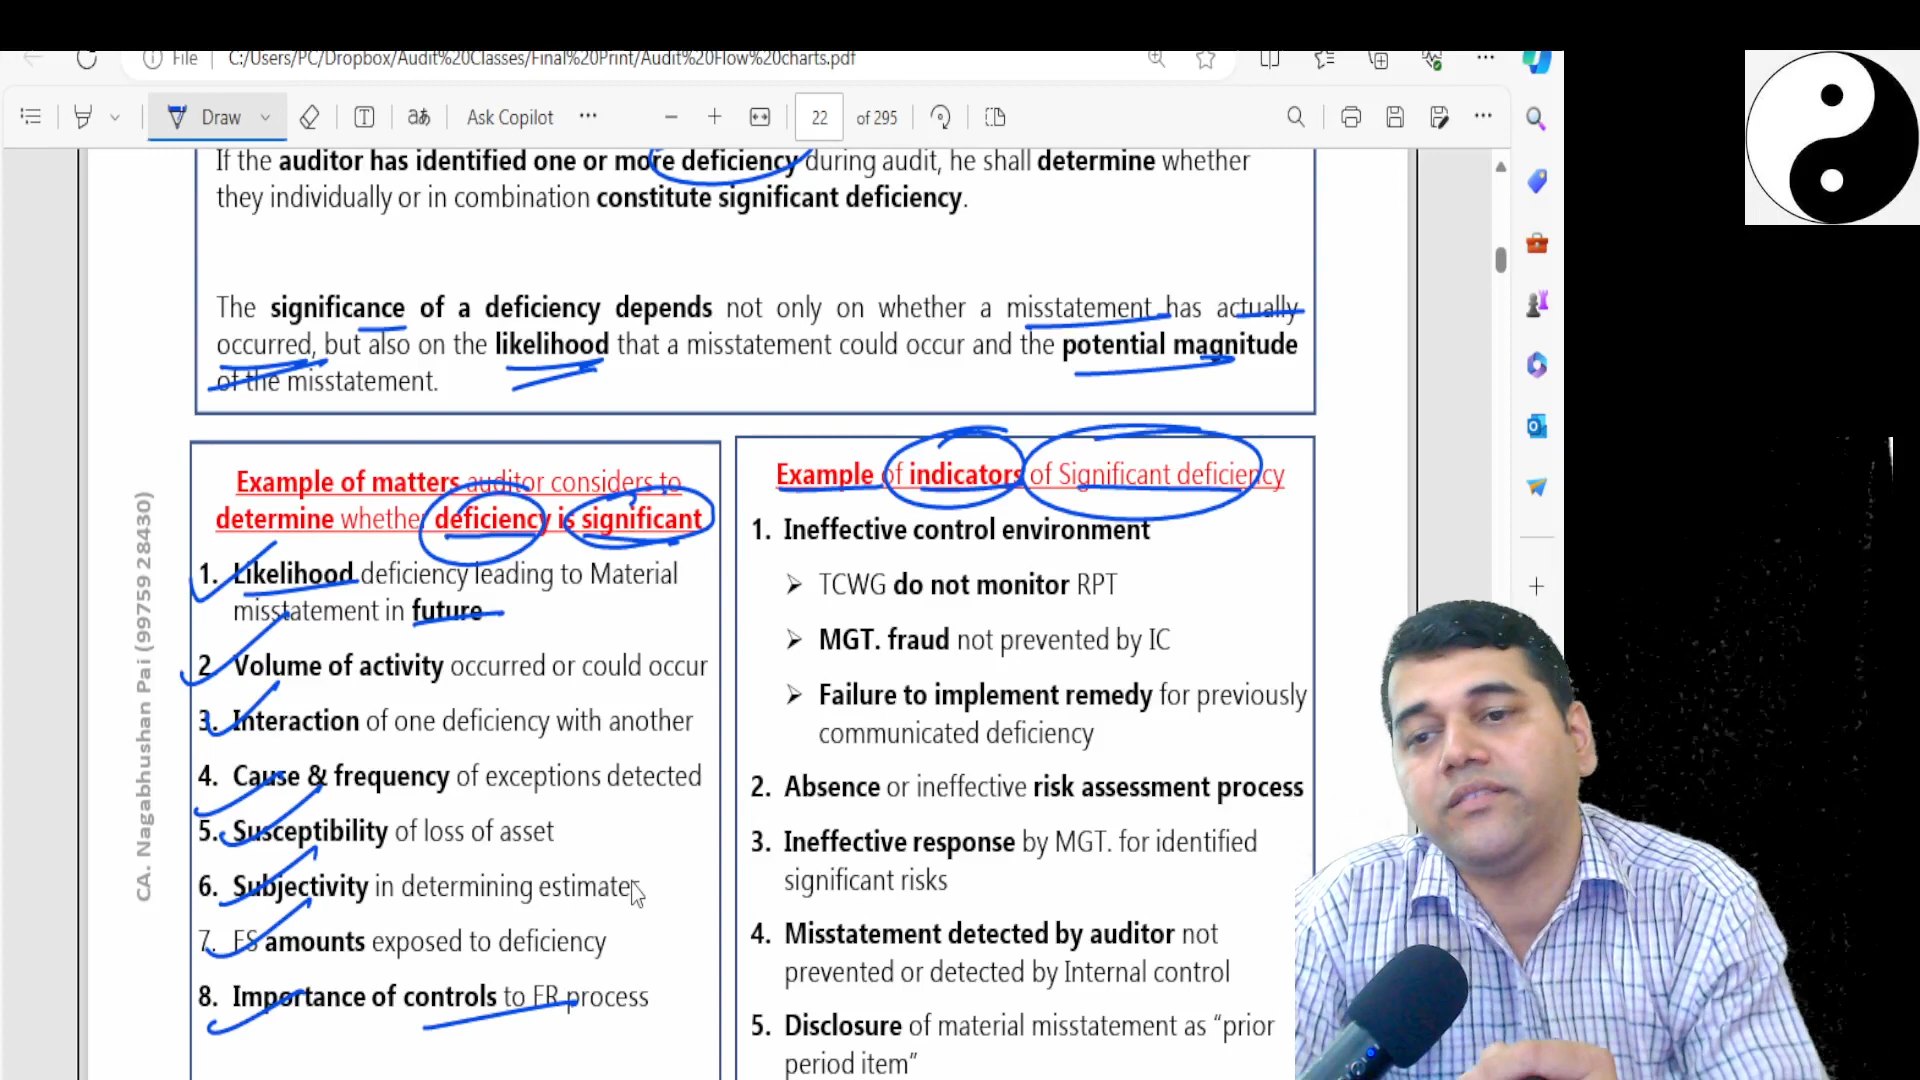 File | C:/Users/PC/Dropbox/Audit%20Classes/Final%20Print/Audit%20Flow%20charts.pdf
Draw
T
aあ
Ask Copilot
22 of 295
If the auditor has identified one or more deficiency during audit, he shall determine whether
they individually or in combination constitute significant deficiency.
The significance of a deficiency depends not only on whether a misstatement has actually
occurred, but also on the likelihood that a misstatement could occur and the potential magnitude
of the misstatement.
Example of matters auditor considers to
determine whether deficiency is significant
1. Likelihood deficiency leading to Material
misstatement in future
2. Volume of activity occurred or could occur
3. Interaction of one deficiency with another
4. Cause & frequency of exceptions detected
5. Susceptibility of loss of asset
6. Subjectivity in determining estimates
7. FS amounts exposed to deficiency
8. Importance of controls to FR process
Example of indicators of Significant deficiency
1. Ineffective control environment
➤ TCWG do not monitor RPT
➤ MGT. fraud not prevented by IC
➤ Failure to implement remedy for previously
communicated deficiency
2. Absence or ineffective risk assessment process
3. Ineffective response by MGT. for identified
significant risks
4. Misstatement detected by auditor not
prevented or detected by Internal control
5. Disclosure of material misstatement as “prior
period item”
CA. Nagabhushan Pai (99759 28430)